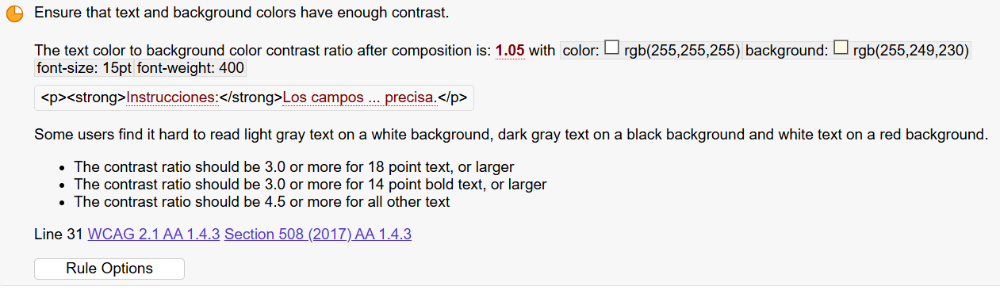 Ensure that text and background colors have enough contrast.
The text color to background color contrast ratio after composition is: 1.05 with color: rgb(255,255,255) background: rgb(255,249,230)
font-size: 15pt font-weight: 400
<p><strong>Instrucciones:</strong>Los campos ... precisa.</p>
Some users find it hard to read light gray text on a white background, dark gray text on a black background and white text on a red background.
• The contrast ratio should be 3.0 or more for 18 point text, or larger
• The contrast ratio should be 3.0 or more for 14 point bold text, or larger
• The contrast ratio should be 4.5 or more for all other text
Line 31 WCAG 2.1 AA 1.4.3 Section 508 (2017) AA 1.4.3
Rule Options